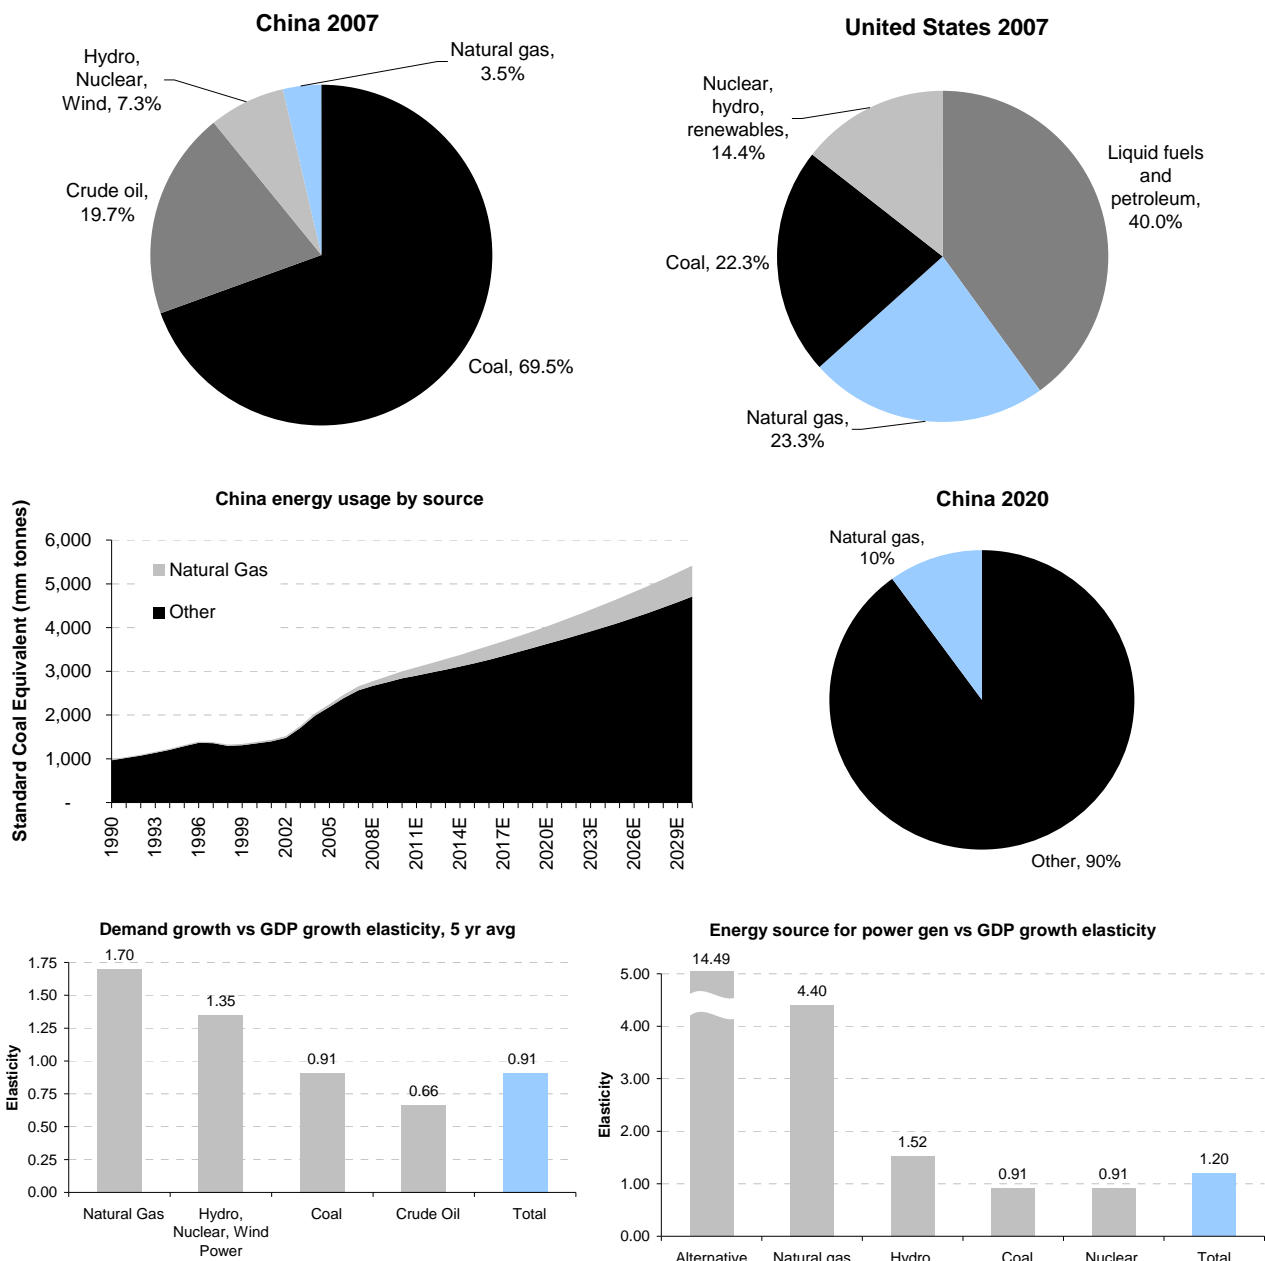 China 2007
Hydro,
Nuclear,
Wind, 7.3%
Natural gas,
3.5%
Crude oil,
19.7%
Coal, 69.5%
United States 2007
Nuclear,
hydro,
renewables,
14.4%
Liquid fuels
and
petroleum,
40.0%
Coal, 22.3%
Natural gas,
23.3%
China energy usage by source
Standard Coal Equivalent (mm tonnes)
6,000
5,000
4,000
3,000
2,000
1,000
-
Natural Gas
Other
1990
1993
1996
1999
2002
2005
2008E
2011E
2014E
2017E
2020E
2023E
2026E
2029E
China 2020
Natural gas,
10%
Other, 90%
Demand growth vs GDP growth elasticity, 5 yr avg
Elasticity
1.75
1.50
1.25
1.00
0.75
0.50
0.25
0.00
1.70
1.35
0.91
0.66
0.91
Natural Gas
Hydro,
Nuclear, Wind
Power
Coal
Crude Oil
Total
Energy source for power gen vs GDP growth elasticity
Elasticity
5.00
4.00
3.00
2.00
1.00
0.00
14.49
4.40
1.52
0.91
0.91
1.20
Alternative
Natural gas
Hydro
Coal
Nuclear
Total